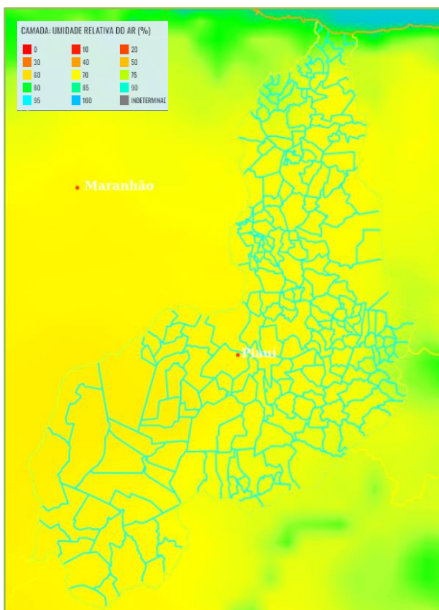 CAMADA: UMIDADE RELATIVA DO AR (%)
0 10 20
30 40 50
60 70 75
80 85 90
95 100 INDETERMINAC
Maranhão
Piauí